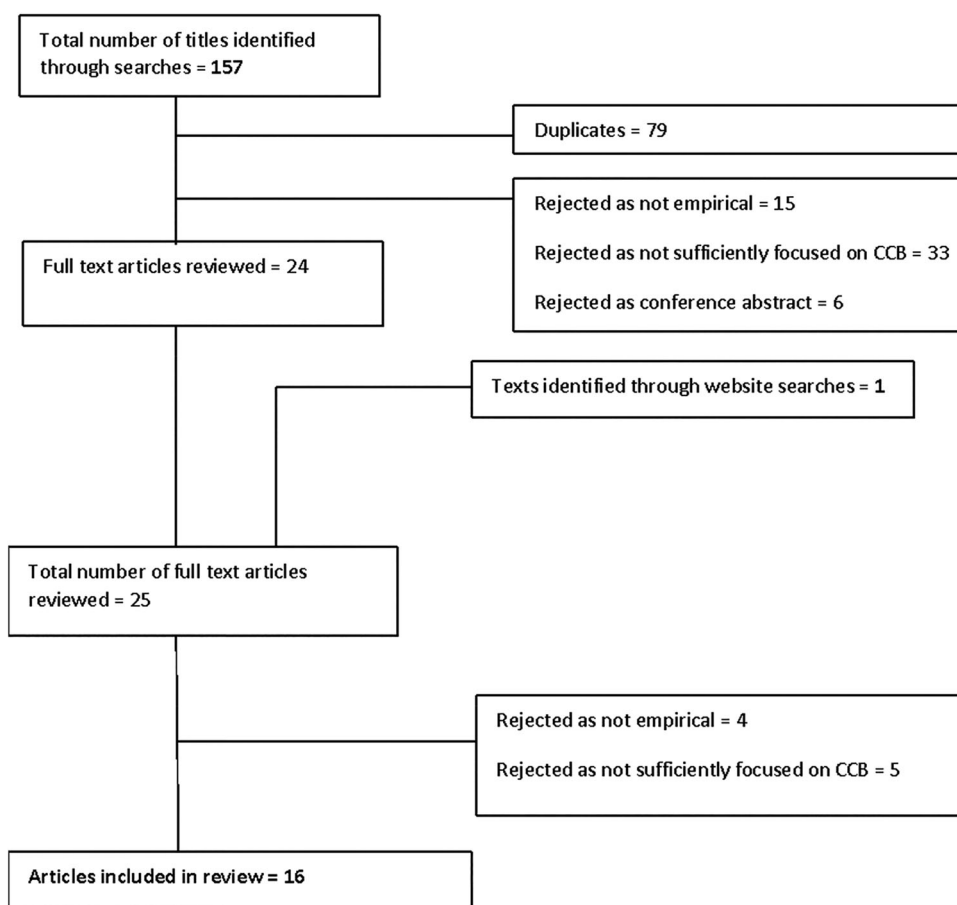 Total number of titles identified
through searches = 157
Duplicates = 79
Rejected as not empirical = 15
Rejected as not sufficiently focused on CCB = 33
Rejected as conference abstract = 6
Full text articles reviewed = 24
Texts identified through website searches = 1
Total number of full text articles
reviewed = 25
Rejected as not empirical = 4
Rejected as not sufficiently focused on CCB = 5
Articles included in review = 16